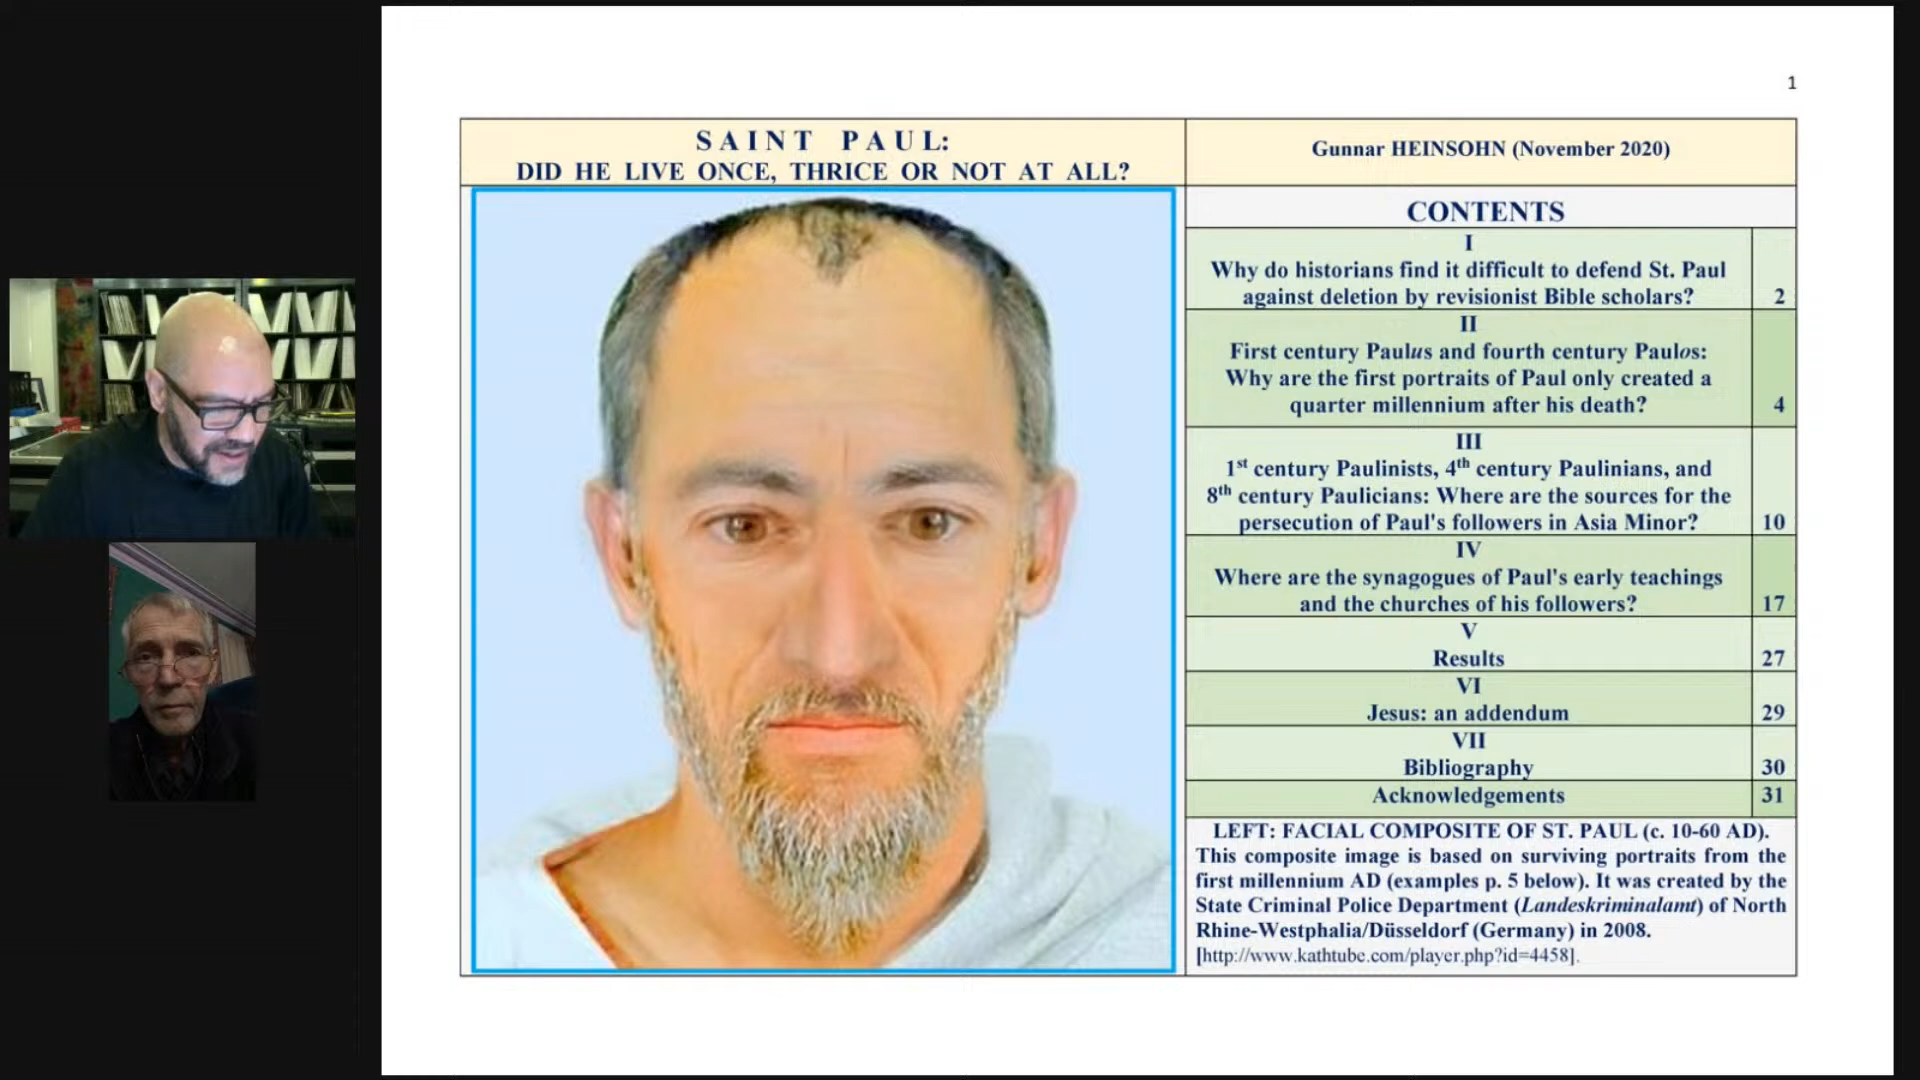 1
SAINT PAUL:
DID HE LIVE ONCE, THRICE OR NOT AT ALL?
Gunnar HEINSOHN (November 2020)
CONTENTS
I
Why do historians find it difficult to defend St. Paul
against deletion by revisionist Bible scholars?
2
II
First century Paulus and fourth century Paulos:
Why are the first portraits of Paul only created a
quarter millennium after his death?
4
III
1st century Paulinists, 4th century Paulinians, and
8th century Paulicians: Where are the sources for the
persecution of Paul's followers in Asia Minor?
10
IV
Where are the synagogues of Paul's early teachings
and the churches of his followers?
17
V
Results
27
VI
Jesus: an addendum
29
VII
Bibliography
30
Acknowledgements
31
LEFT: FACIAL COMPOSITE OF ST. PAUL (c. 10-60 AD).
This composite image is based on surviving portraits from the
first millennium AD (examples p. 5 below). It was created by the
State Criminal Police Department (Landeskriminalamt) of North
Rhine-Westphalia/Düsseldorf (Germany) in 2008.
[http://www.kathtube.com/player.php?id=4458].